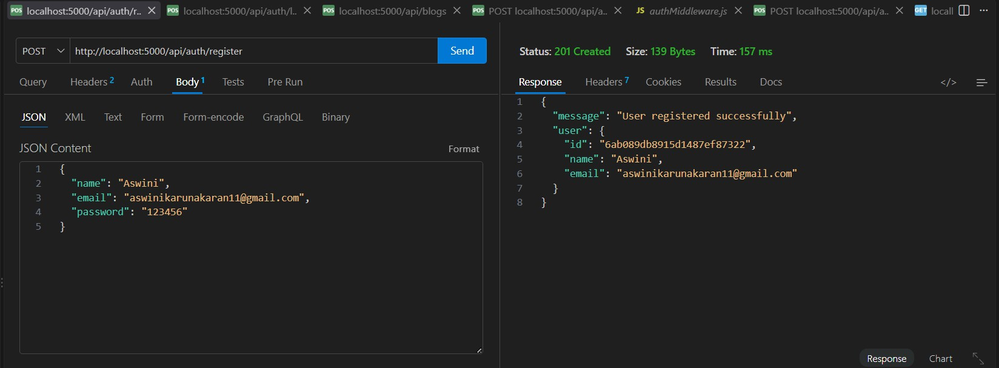 POS localhost:5000/api/auth/r.. POS localhost:5000/api/auth/l.. POS localhost:5000/api/blogs POS POST localhost:5000/api/a.. JS authMiddleware.js POS POST localhost:5000/api/a.. GET locall
POST http://localhost:5000/api/auth/register Send
Query Headers 2 Auth Body 1 Tests Pre Run
JSON XML Text Form Form-encode GraphQL Binary
JSON Content Format
1 {
2 "name": "Aswini",
3 "email": "aswinikarunakaran11@gmail.com",
4 "password": "123456"
5 }
Status: 201 Created Size: 139 Bytes Time: 157 ms
Response Headers 7 Cookies Results Docs </>
1 {
2 "message": "User registered successfully",
3 "user": {
4 "id": "6ab089db8915d1487ef87322",
5 "name": "Aswini",
6 "email": "aswinikarunakaran11@gmail.com"
7 }
8 }
Response Chart